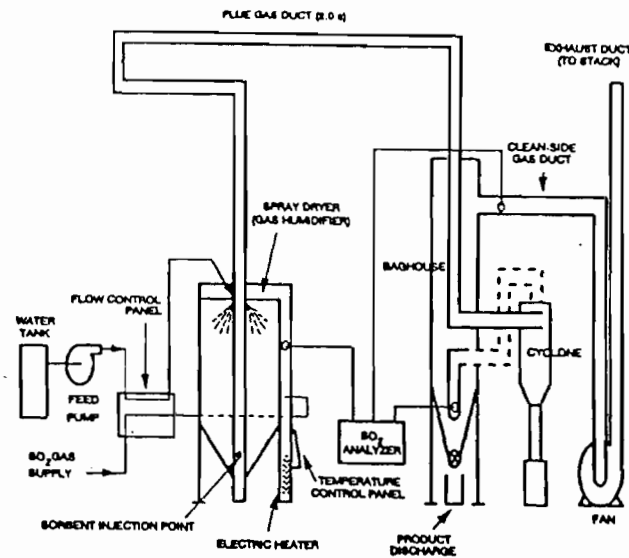 FLUE GAS DUCT (2.0 s)
EXHAUST DUCT
(TO STACK)
CLEAN-SIDE
GAS DUCT
SPRAY DRYER
(GAS HUMIDIFIER)
BAGHOUSE
FLOW CONTROL
PANEL
WATER
TANK
CYCLONE
FEED
PUMP
SO2 GAS
SUPPLY
SO2
ANALYZER
TEMPERATURE
CONTROL PANEL
SORBENT INJECTION POINT
ELECTRIC HEATER
PRODUCT
DISCHARGE
FAN